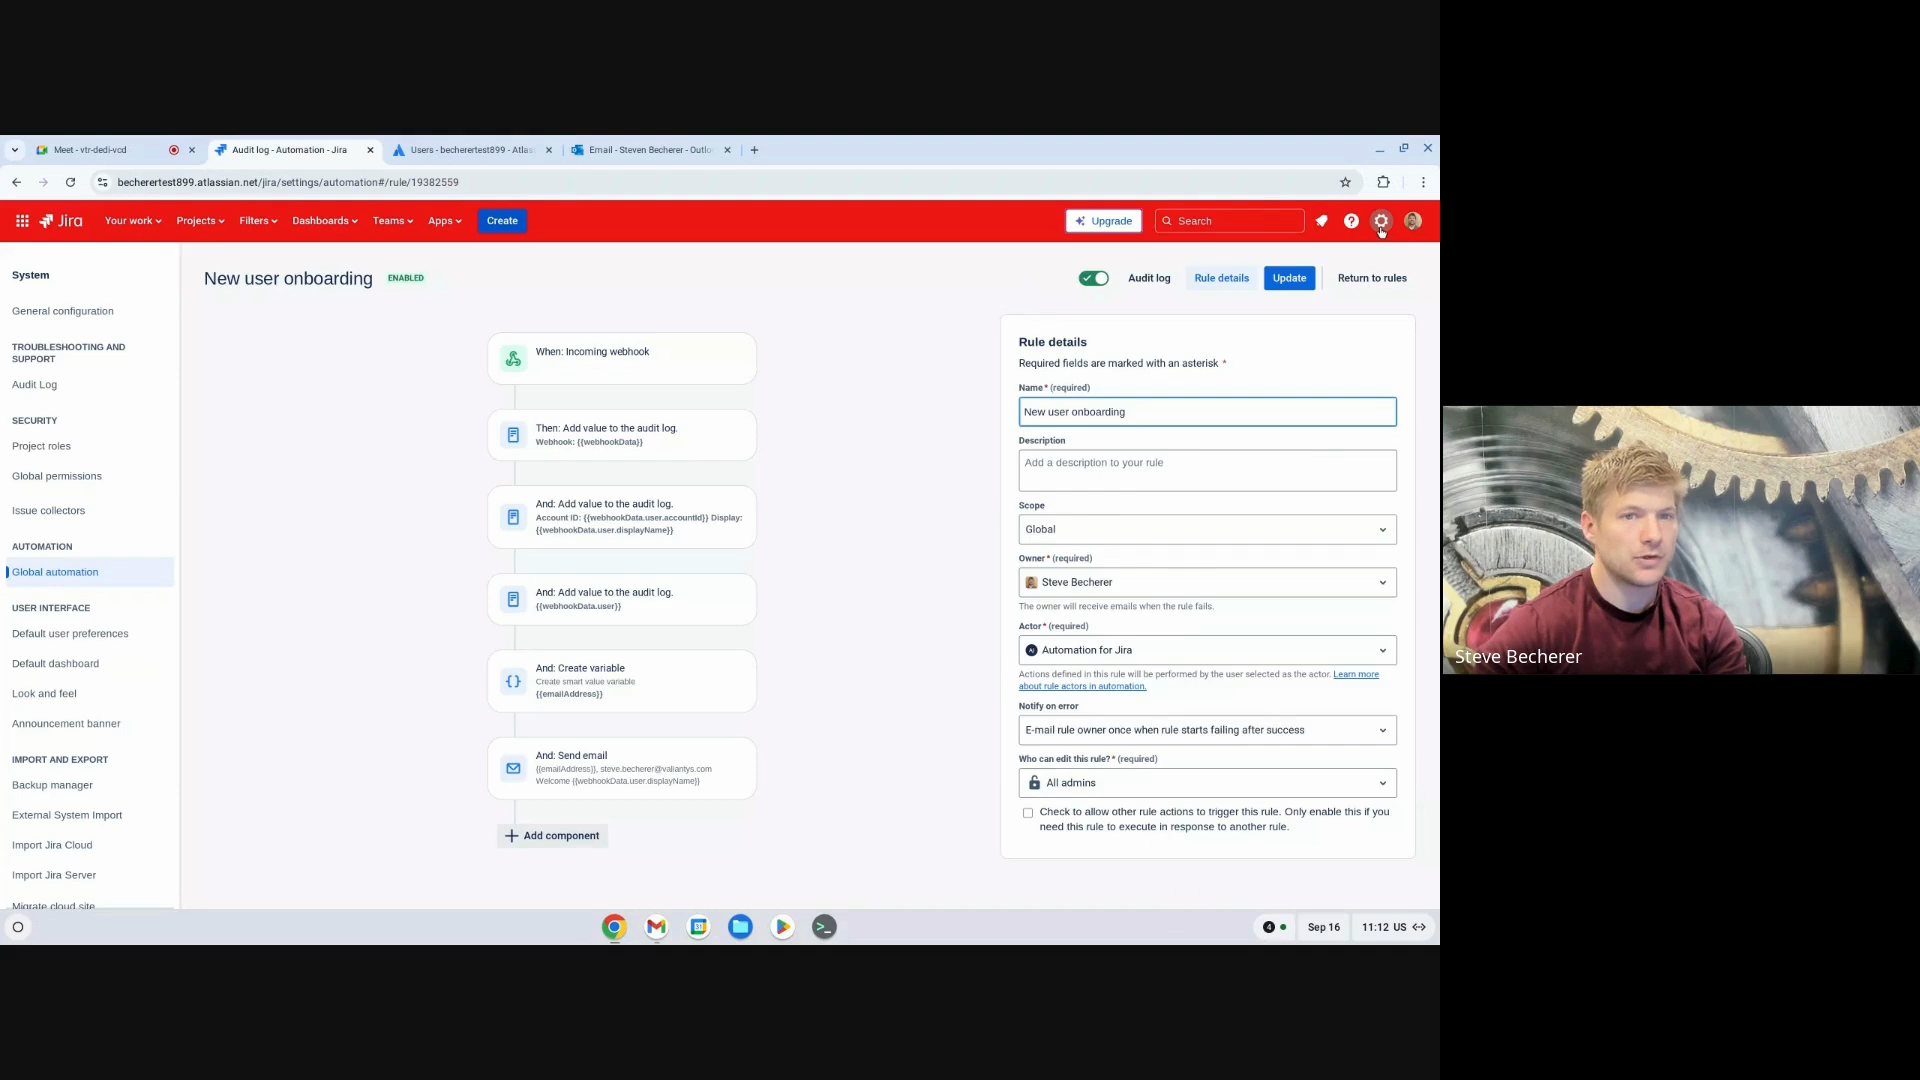 Meet - vtr-dedi-vcd
Audit log - Automation - Jira
Users - becherertest899 - Atlas
Email - Steven Becherer - Outlo
becherertest899.atlassian.net/jira/settings/automation#/rule/19382559
Jira
Your work
Projects
Filters
Dashboards
Teams
Apps
Create
Upgrade
Search
System
General configuration
TROUBLESHOOTING AND
SUPPORT
Audit Log
SECURITY
Project roles
Global permissions
Issue collectors
AUTOMATION
Global automation
USER INTERFACE
Default user preferences
Default dashboard
Look and feel
Announcement banner
IMPORT AND EXPORT
Backup manager
External System Import
Import Jira Cloud
Import Jira Server
Migrate cloud site
New user onboarding
ENABLED
Audit log
Rule details
Update
Return to rules
When: Incoming webhook
Then: Add value to the audit log.
Webhook: {{webhookData}}
And: Add value to the audit log.
Account ID: {{webhookData.user.accountId}} Display:
{{webhookData.user.displayName}}
And: Add value to the audit log.
{{webhookData.user}}
And: Create variable
Create smart value variable
{{emailAddress}}
And: Send email
{{emailAddress}}, steve.becherer@valiantys.com
Welcome {{webhookData.user.displayName}}
Add component
Rule details
Required fields are marked with an asterisk *
Name * (required)
New user onboarding
Description
Add a description to your rule
Scope
Global
Owner * (required)
Steve Becherer
The owner will receive emails when the rule fails.
Actor * (required)
Automation for Jira
Actions defined in this rule will be performed by the user selected as the actor. Learn more
about rule actors in automation.
Notify on error
E-mail rule owner once when rule starts failing after success
Who can edit this rule? * (required)
All admins
Check to allow other rule actions to trigger this rule. Only enable this if you
need this rule to execute in response to another rule.
4
Sep 16
11:12 US
Steve Becherer